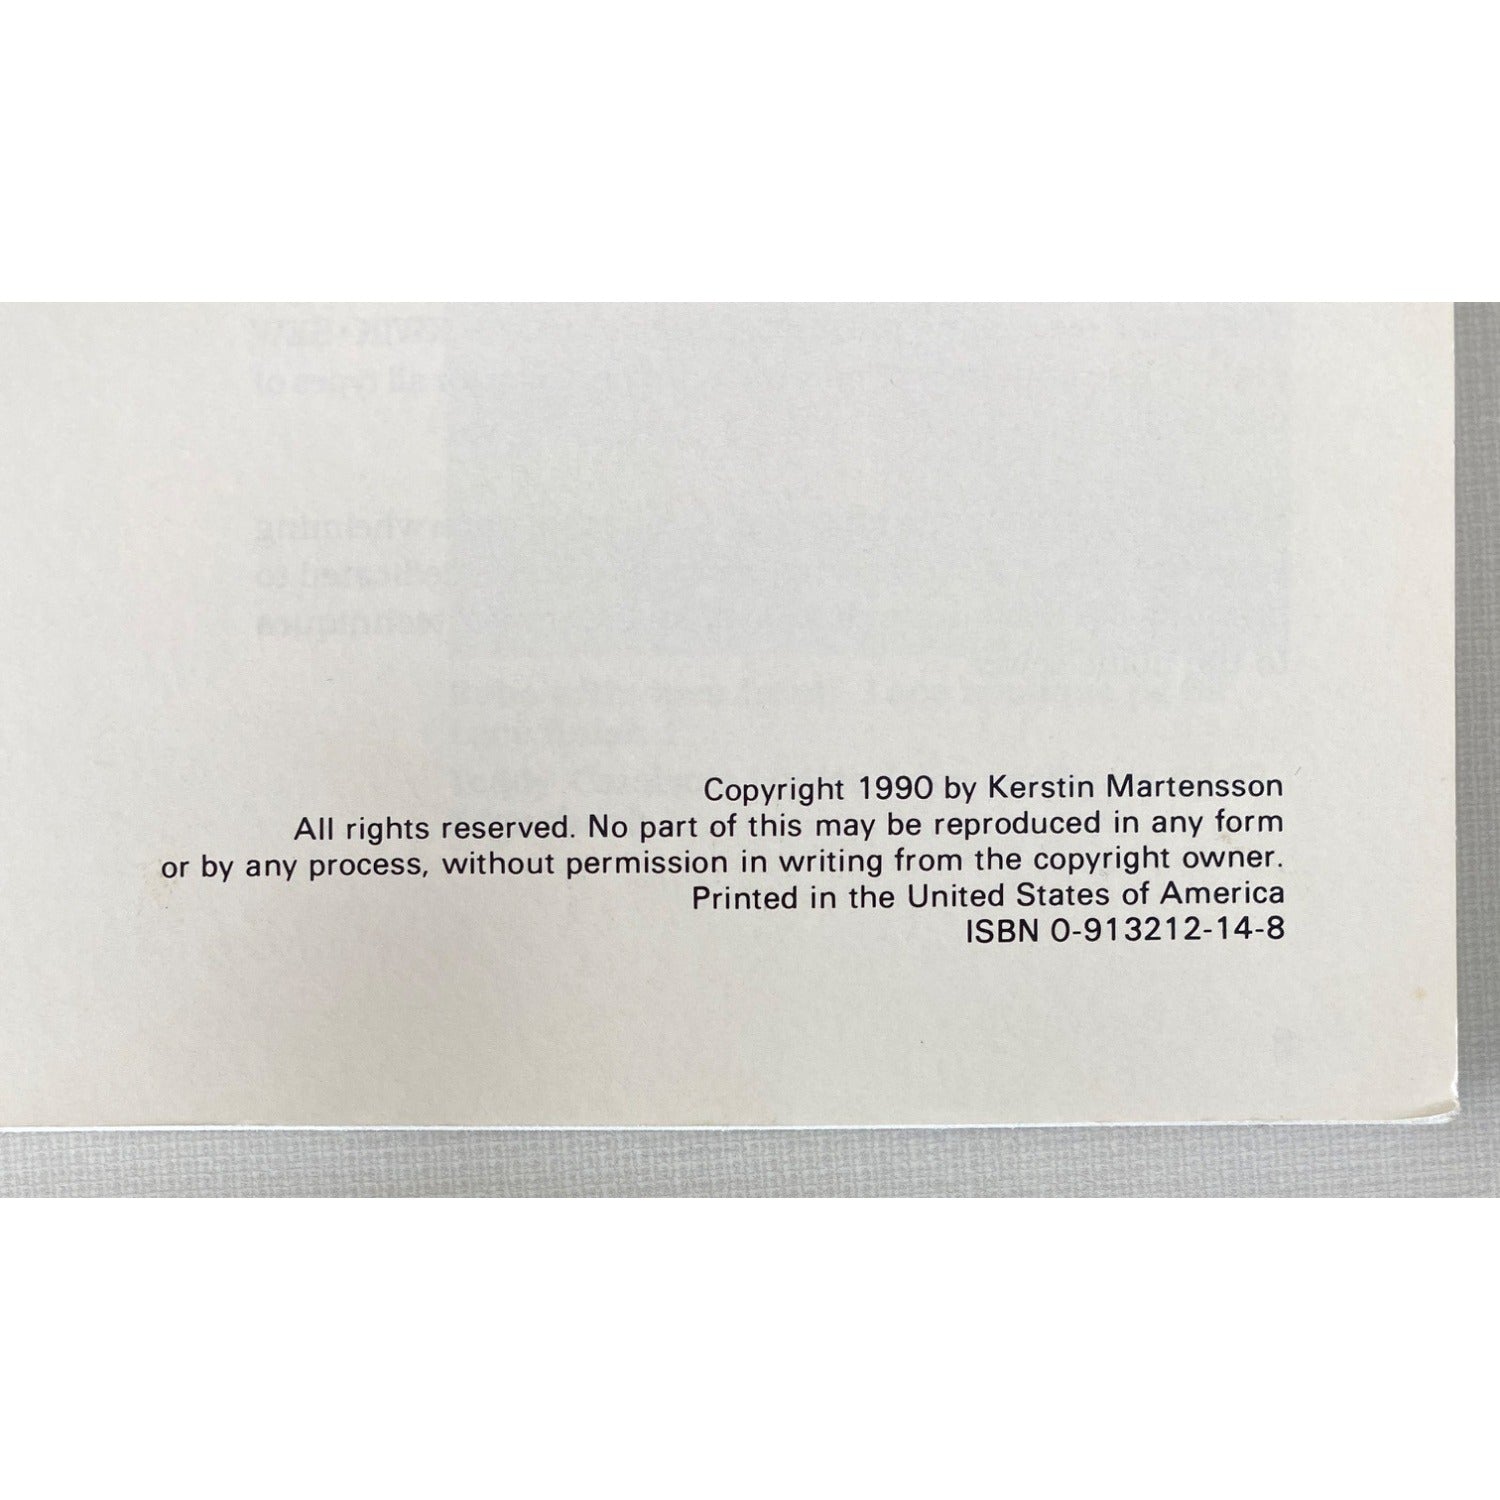 Copyright 1990 by Kerstin Martensson
All rights reserved. No part of this may be reproduced in any form
or by any process, without permission in writing from the copyright owner.
Printed in the United States of America
ISBN 0-913212-14-8